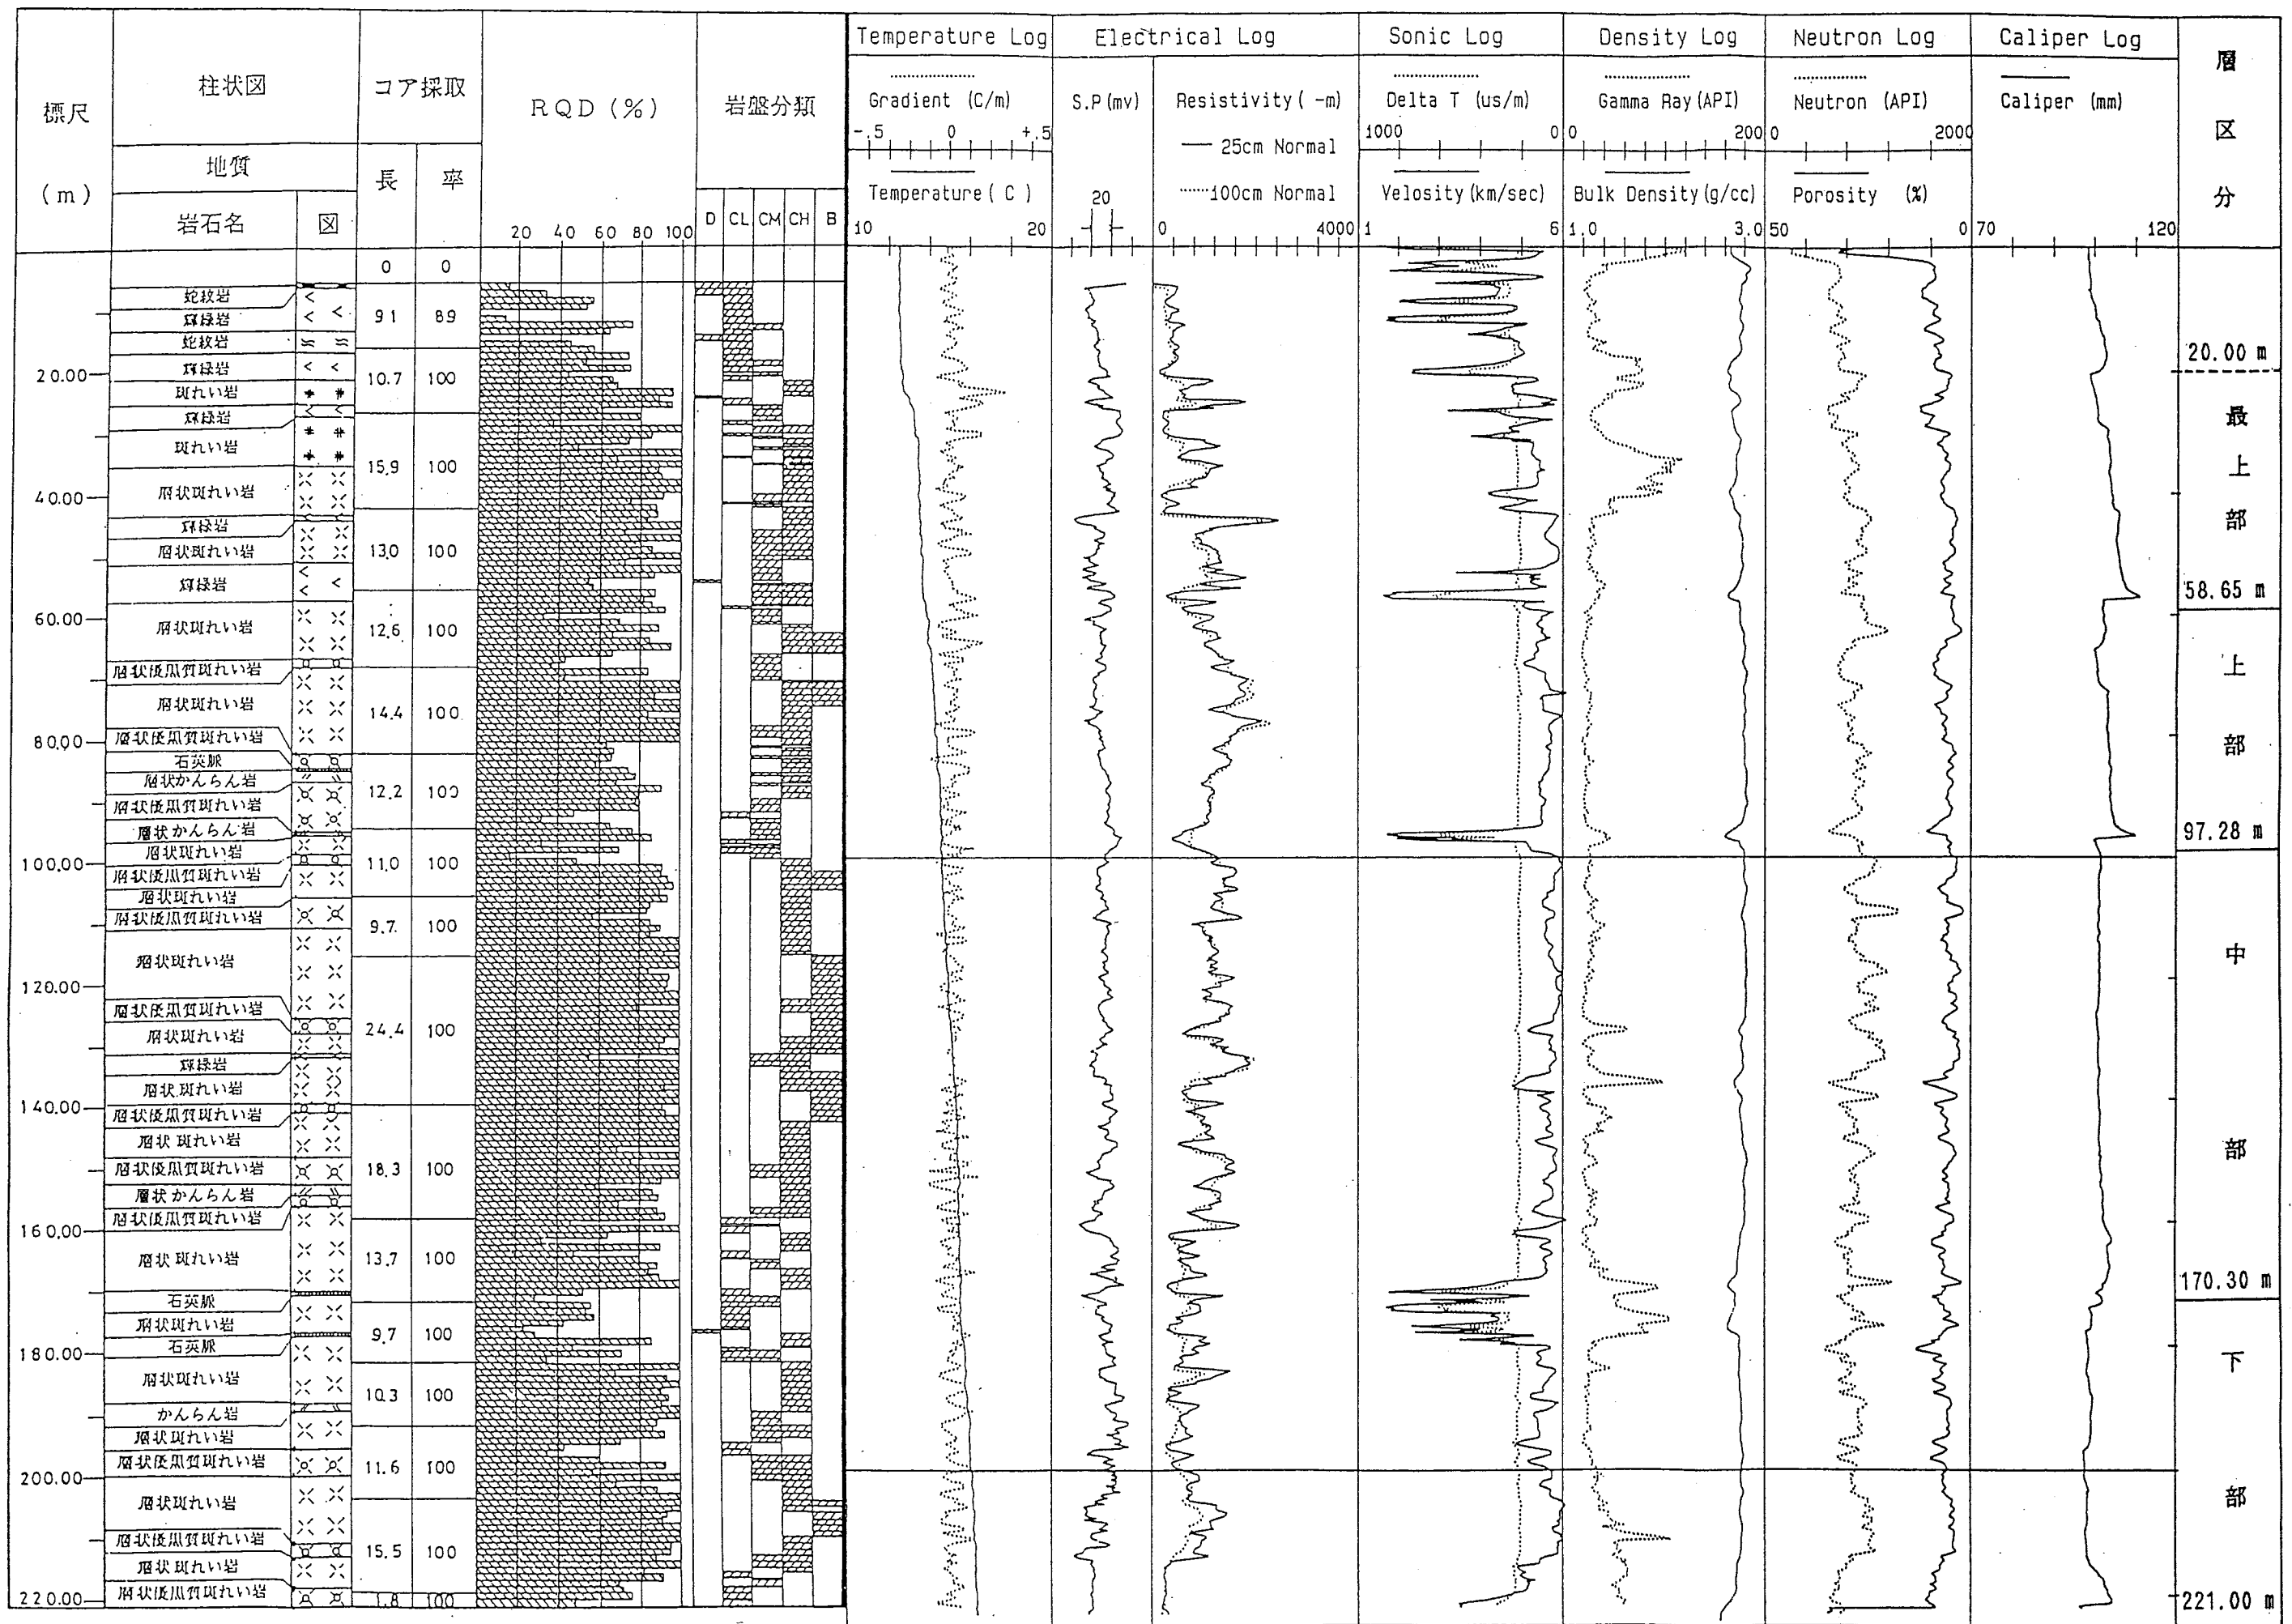 標尺
(m)
柱状図
地質
岩石名 図
コア採取
長 率
RQD (%)
20 40 60 80 100
岩盤分類
D CL CM CH B
Temperature Log
Gradient (C/m)
-.5 0 +.5
Temperature ( C )
10 20
Electrical Log
S.P (mv)
20
Resistivity ( -m)
25cm Normal
100cm Normal
0 4000
Sonic Log
Delta T (us/m)
1000 0
Velosity (km/sec)
1 6
Density Log
Gamma Ray (API)
0 200
Bulk Density (g/cc)
1.0 3.0
Neutron Log
Neutron (API)
0 2000
Porosity (%)
50 0
Caliper Log
Caliper (mm)
70 120
層区分
20.00
40.00
60.00
80.00
100.00
120.00
140.00
160.00
180.00
200.00
220.00
蛇紋岩
輝緑岩
蛇紋岩
輝緑岩
斑れい岩
輝緑岩
斑れい岩
層状斑れい岩
輝緑岩
層状斑れい岩
輝緑岩
層状斑れい岩
層状優黒質斑れい岩
層状斑れい岩
層状優黒質斑れい岩
石英脈
層状かんらん岩
層状優黒質斑れい岩
層状かんらん岩
層状斑れい岩
層状優黒質斑れい岩
層状斑れい岩
層状優黒質斑れい岩
層状斑れい岩
層状優黒質斑れい岩
層状斑れい岩
輝緑岩
層状斑れい岩
層状優黒質斑れい岩
層状斑れい岩
層状優黒質斑れい岩
層状かんらん岩
層状優黒質斑れい岩
層状斑れい岩
石英脈
層状斑れい岩
石英脈
層状斑れい岩
かんらん岩
層状斑れい岩
層状優黒質斑れい岩
層状斑れい岩
層状優黒質斑れい岩
層状斑れい岩
層状優黒質斑れい岩
0 0
9.1 89
10.7 100
15.9 100
13.0 100
12.6 100
14.4 100
12.2 100
11.0 100
9.7 100
24.4 100
18.3 100
13.7 100
9.7 100
10.3 100
11.6 100
15.5 100
1.8 100
20.00 m
最上部
58.65 m
上部
97.28 m
中部
170.30 m
下部
221.00 m